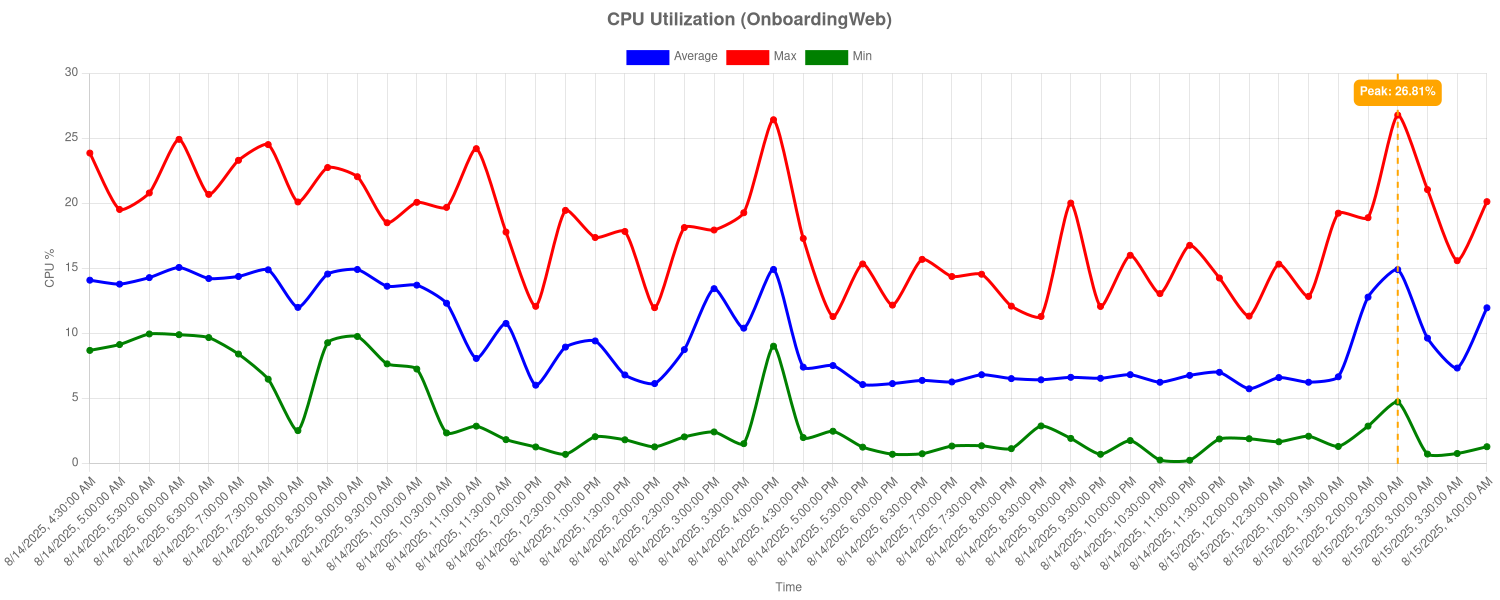 CPU Utilization (OnboardingWeb)
Average Max Min
Peak: 26.81%
CPU %
30
25
20
15
10
5
0
8/14/2025, 4:30:00 AM
8/14/2025, 5:00:00 AM
8/14/2025, 5:30:00 AM
8/14/2025, 6:00:00 AM
8/14/2025, 6:30:00 AM
8/14/2025, 7:00:00 AM
8/14/2025, 7:30:00 AM
8/14/2025, 8:00:00 AM
8/14/2025, 8:30:00 AM
8/14/2025, 9:00:00 AM
8/14/2025, 9:30:00 AM
8/14/2025, 10:00:00 AM
8/14/2025, 10:30:00 AM
8/14/2025, 11:00:00 AM
8/14/2025, 11:30:00 AM
8/14/2025, 12:00:00 PM
8/14/2025, 12:30:00 PM
8/14/2025, 1:00:00 PM
8/14/2025, 1:30:00 PM
8/14/2025, 2:00:00 PM
8/14/2025, 2:30:00 PM
8/14/2025, 3:00:00 PM
8/14/2025, 3:30:00 PM
8/14/2025, 4:00:00 PM
8/14/2025, 4:30:00 PM
8/14/2025, 5:00:00 PM
8/14/2025, 5:30:00 PM
8/14/2025, 6:00:00 PM
8/14/2025, 6:30:00 PM
8/14/2025, 7:00:00 PM
8/14/2025, 7:30:00 PM
8/14/2025, 8:00:00 PM
8/14/2025, 8:30:00 PM
8/14/2025, 9:00:00 PM
8/14/2025, 9:30:00 PM
8/14/2025, 10:00:00 PM
8/14/2025, 10:30:00 PM
8/14/2025, 11:00:00 PM
8/14/2025, 11:30:00 PM
8/15/2025, 12:00:00 AM
8/15/2025, 12:30:00 AM
8/15/2025, 1:00:00 AM
8/15/2025, 1:30:00 AM
8/15/2025, 2:00:00 AM
8/15/2025, 2:30:00 AM
8/15/2025, 3:00:00 AM
8/15/2025, 3:30:00 AM
8/15/2025, 4:00:00 AM
Time